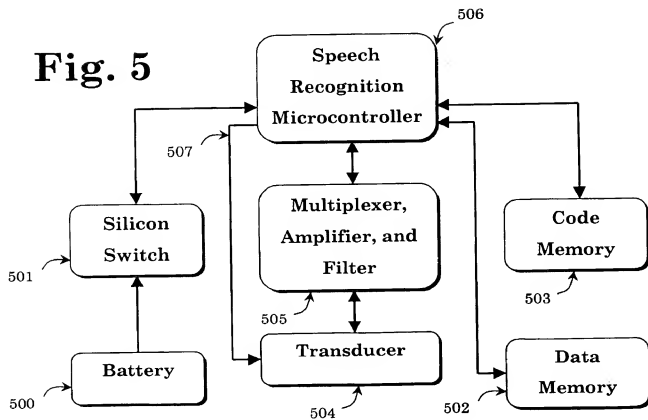 Fig. 5
506
Speech
Recognition
Microcontroller
507
Silicon
Switch
501
Multiplexer,
Amplifier, and
Filter
505
Code
Memory
503
Battery
500
Transducer
504
Data
Memory
502